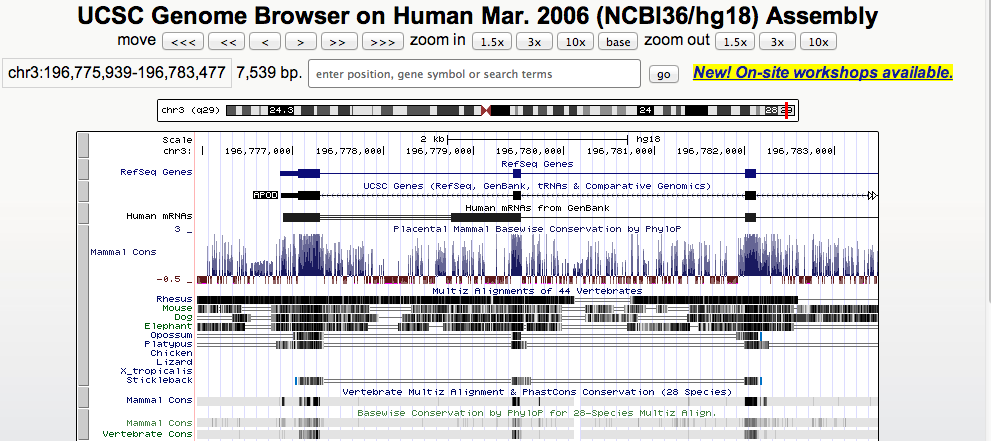 UCSC Genome Browser on Human Mar. 2006 (NCBI36/hg18) Assembly
move <<< << < > >> >>> zoom in 1.5x 3x 10x base zoom out 1.5x 3x 10x
chr3:196,775,939-196,783,477 7,539 bp. enter position, gene symbol or search terms go New! On-site workshops available.
chr3 (q29) 24.3 24 28 29
Scale 2 kb hg18
chr3: 196,777,000 196,778,000 196,779,000 196,780,000 196,781,000 196,782,000 196,783,000
RefSeq Genes
RefSeq Genes
UCSC Genes (RefSeq, GenBank, tRNAs & Comparative Genomics)
APOD
Human mRNAs from GenBank
Human mRNAs
3 _ Placental Mammal Basewise Conservation by PhyloP
Mammal Cons
-0.5 _
Multiz Alignments of 44 Vertebrates
Rhesus
Mouse
Dog
Elephant
Opossum
Platypus
Chicken
Lizard
X_tropicalis
Stickleback
Vertebrate Multiz Alignment & PhastCons Conservation (28 Species)
Mammal Cons
Basewise Conservation by PhyloP for 28-Species Multiz Align.
Mammal Cons
Vertebrate Cons